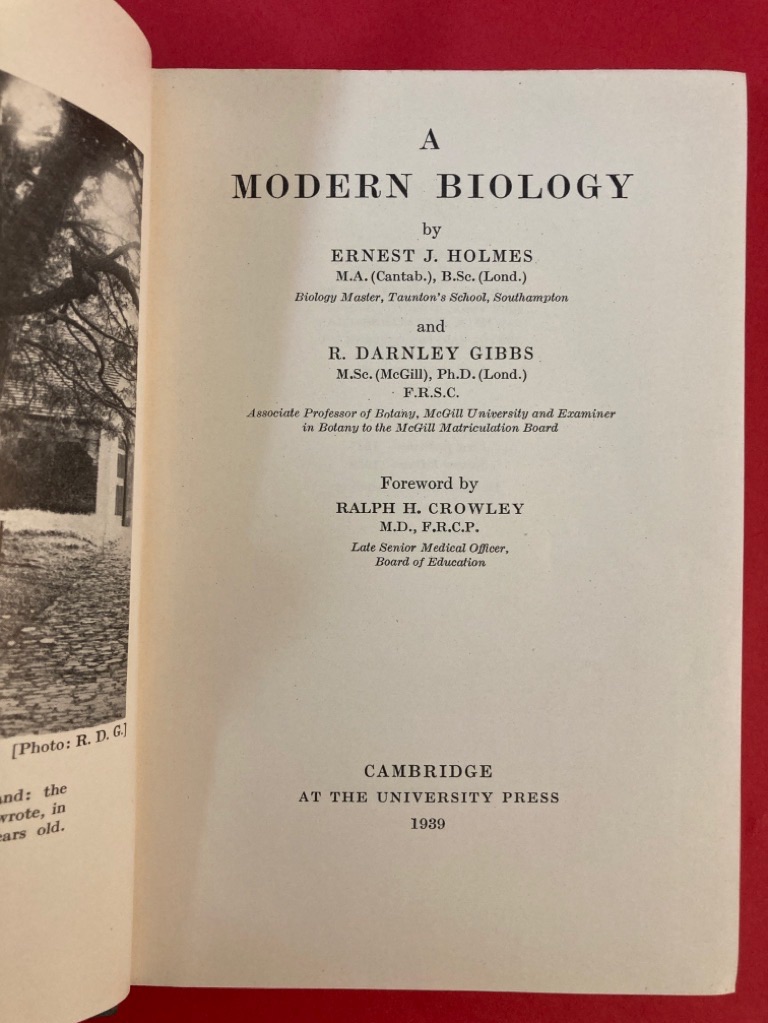 [Photo: R. D. G.]
and: the
wrote, in
ears old.
A
MODERN BIOLOGY
by
ERNEST J. HOLMES
M.A. (Cantab.), B.Sc. (Lond.)
Biology Master, Taunton's School, Southampton
and
R. DARNLEY GIBBS
M.Sc. (McGill), Ph.D. (Lond.)
F.R.S.C.
Associate Professor of Botany, McGill University and Examiner
in Botany to the McGill Matriculation Board
Foreword by
RALPH H. CROWLEY
M.D., F.R.C.P.
Late Senior Medical Officer,
Board of Education
CAMBRIDGE
AT THE UNIVERSITY PRESS
1939